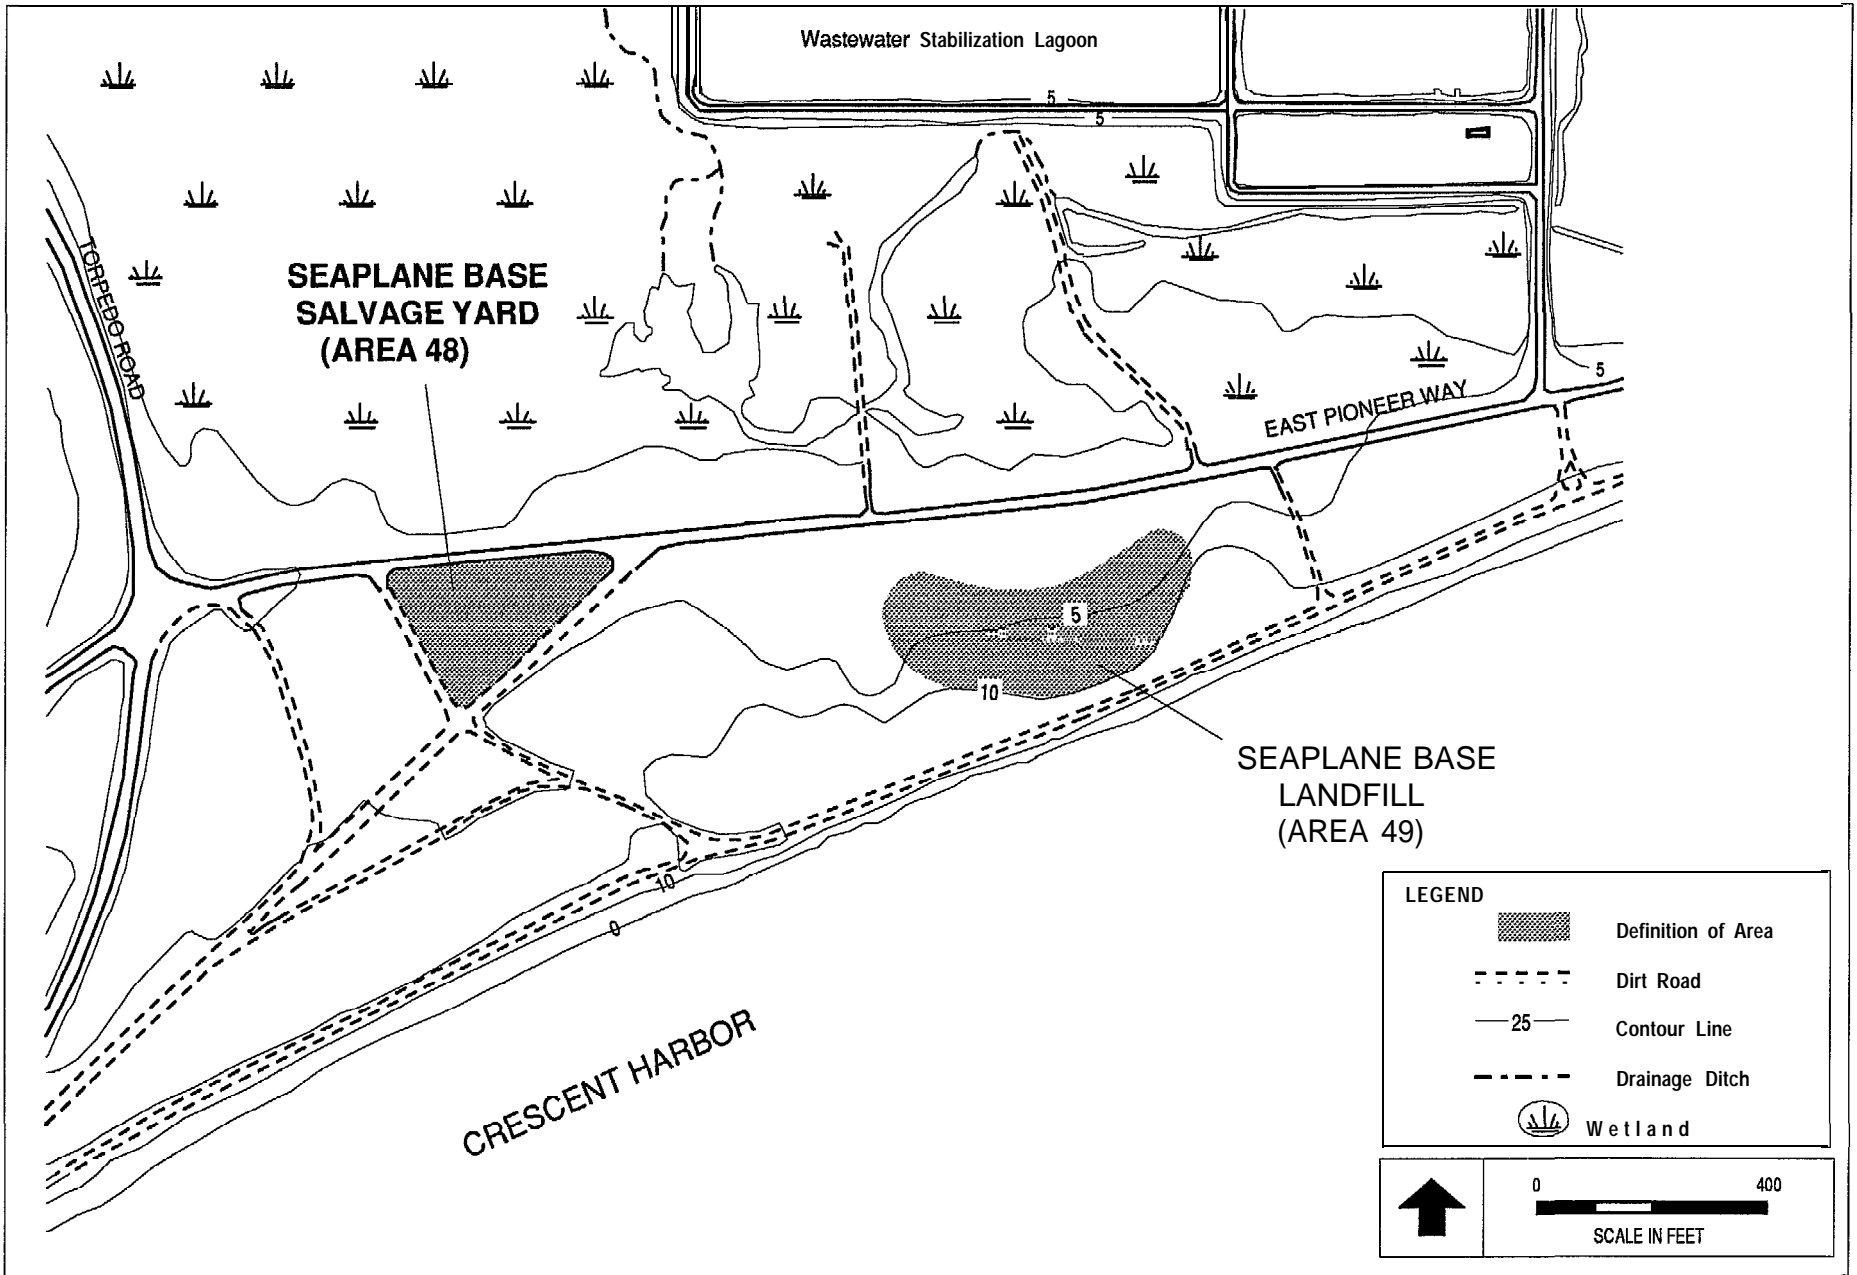 Wastewater Stabilization Lagoon
5
5
TORPEDO ROAD
SEAPLANE BASE
SALVAGE YARD
(AREA 48)
5
EAST PIONEER WAY
5
10
SEAPLANE BASE
LANDFILL
(AREA 49)
10
0
CRESCENT HARBOR
LEGEND
Definition of Area
Dirt Road
25
Contour Line
Drainage Ditch
Wetland
0 400
SCALE IN FEET